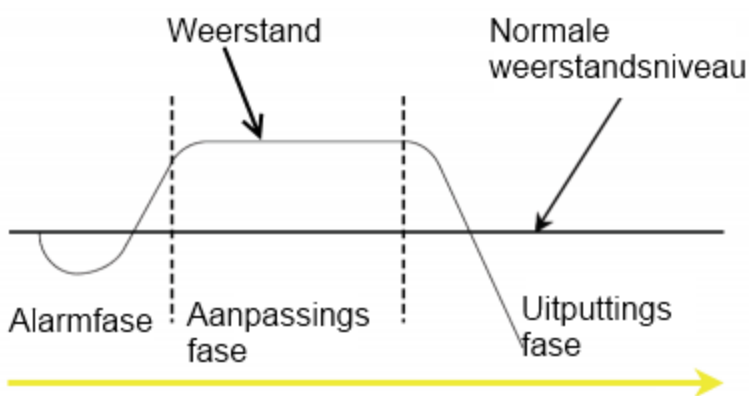 Weerstand
Normale
weerstandsniveau
Alarmfase
Aanpassings
fase
Uitputtings
fase